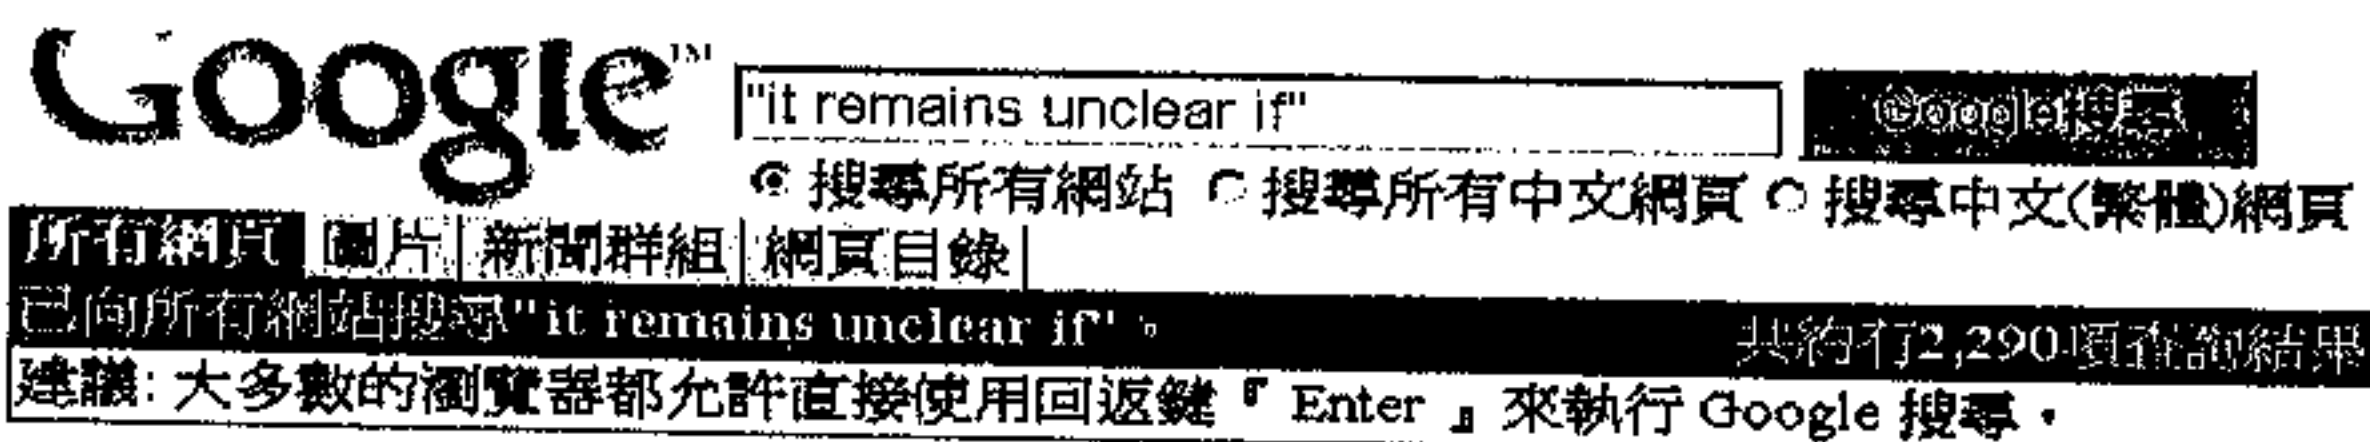 Google™
"it remains unclear if"
Google搜尋
搜尋所有網站 搜尋所有中文網頁 搜尋中文(繁體)網頁
所有網頁 圖片 新聞群組 網頁目錄
已向所有網站搜尋"it remains unclear if"。 共約有2,290項查詢結果
建議: 大多數的瀏覽器都允許直接使用回返鍵『 Enter 』來執行 Google 搜尋。